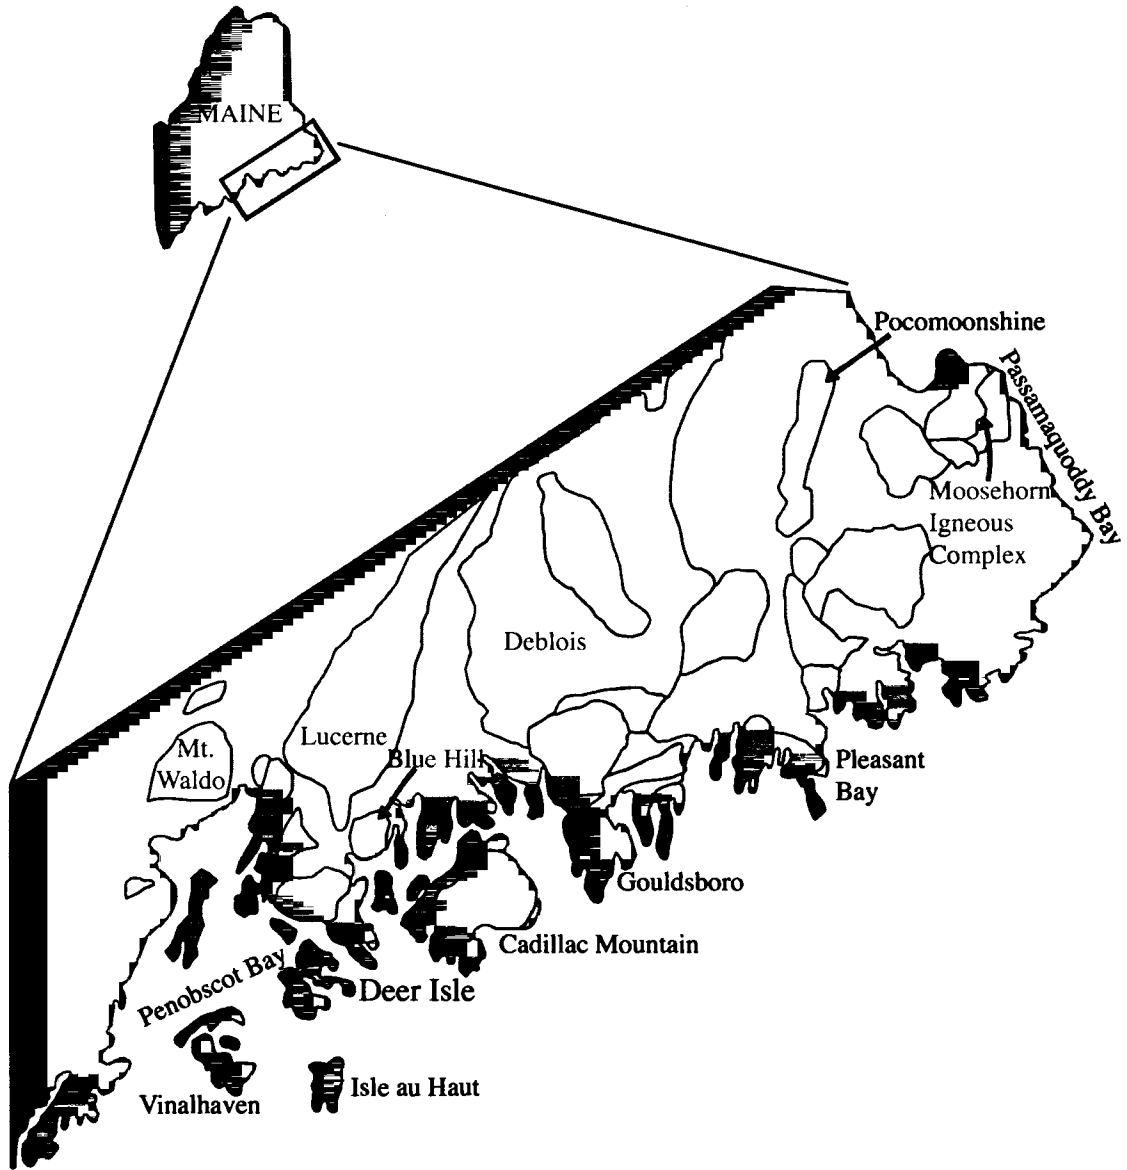 MAINE
Pocomoonshine
Passamaquoddy Bay
Moosehorn
Igneous
Complex
Deblois
Mt.
Waldo
Lucerne
Blue Hill
Pleasant
Bay
Gouldsboro
Cadillac Mountain
Penobscot Bay
Deer Isle
Isle au Haut
Vinalhaven